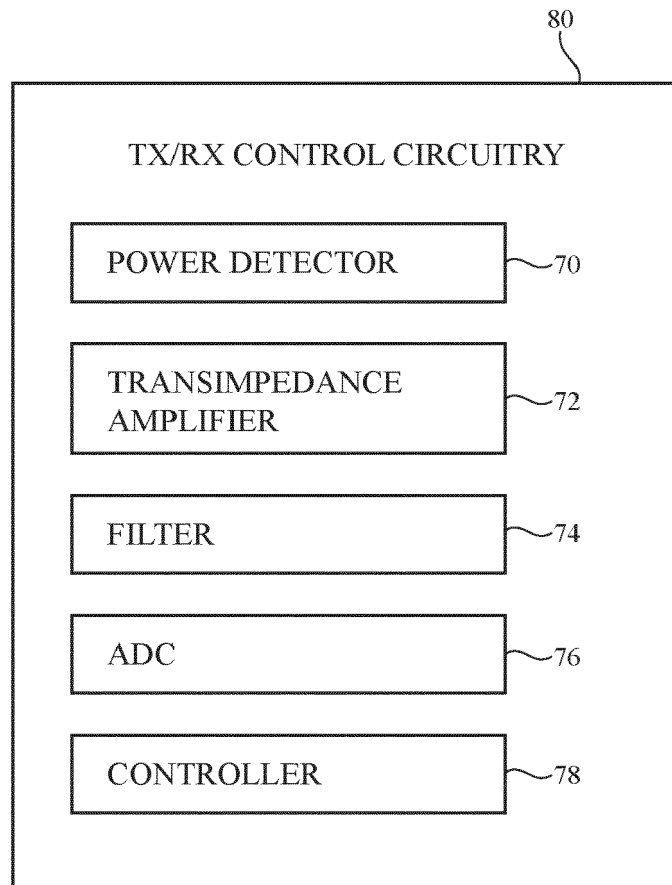 80
TX/RX CONTROL CIRCUITRY
POWER DETECTOR
70
TRANSIMPEDANCE
AMPLIFIER
72
FILTER
74
ADC
76
CONTROLLER
78